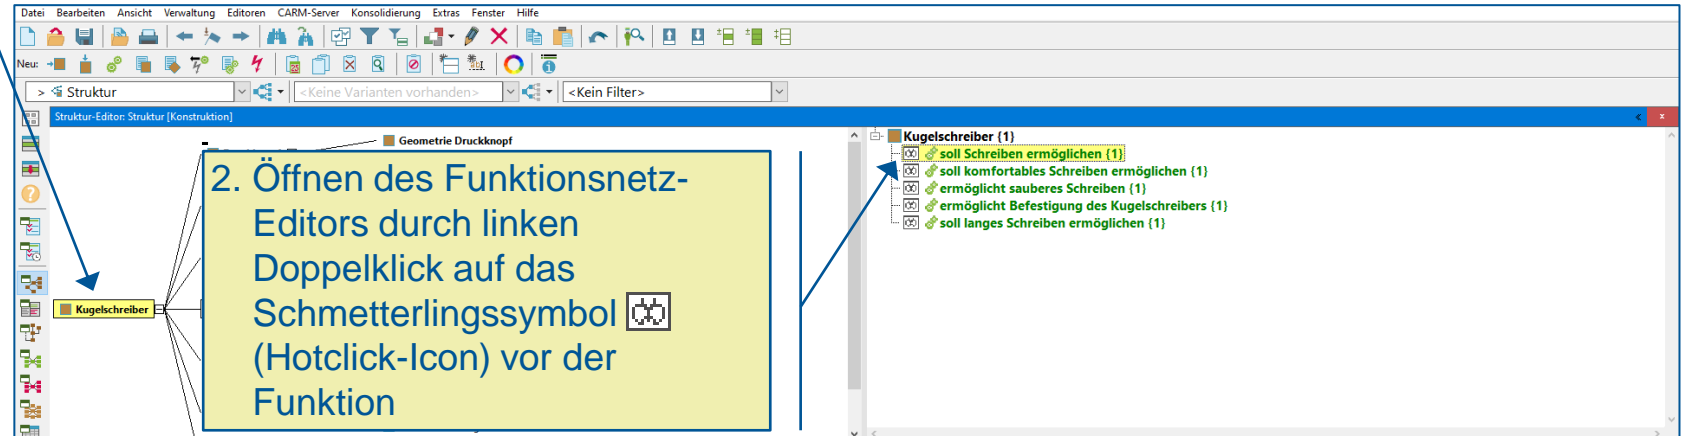 Datei Bearbeiten Ansicht Verwaltung Editoren CARM-Server Konsolidierung Extras Fenster Hilfe
Neu:
> Struktur <Keine Varianten vorhanden> <Kein Filter>
Struktur-Editor: Struktur [Konstruktion]
Geometrie Druckknopf
Kugelschreiber
2. Öffnen des Funktionsnetz-
Editors durch linken
Doppelklick auf das
Schmetterlingssymbol
(Hotclick-Icon) vor der
Funktion
Kugelschreiber {1}
soll Schreiben ermöglichen {1}
soll komfortables Schreiben ermöglichen {1}
ermöglicht sauberes Schreiben {1}
ermöglicht Befestigung des Kugelschreibers {1}
soll langes Schreiben ermöglichen {1}